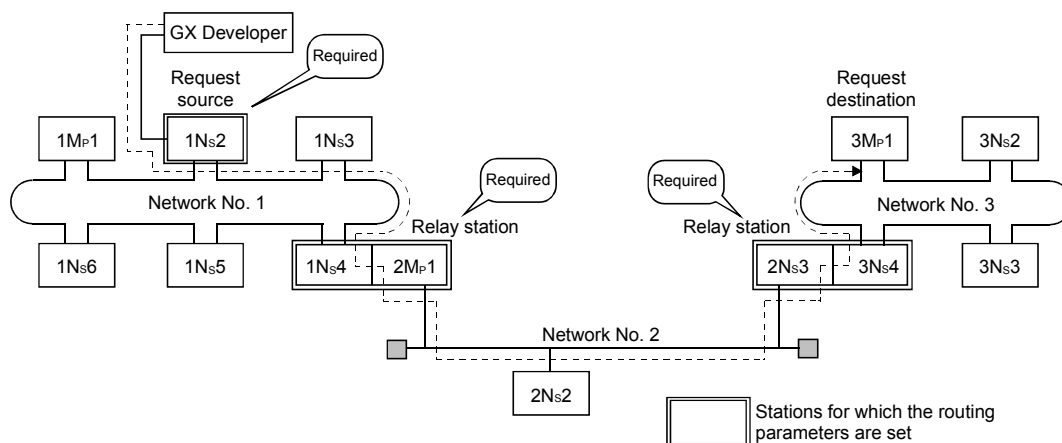 GX Developer
Required
Request
source
Request
destination
1MP1
1NS2
1NS3
3MP1
3NS2
Required
Required
Network No. 1
Network No. 3
Relay station
Relay station
1NS6
1NS5
1NS4
2MP1
2NS3
3NS4
3NS3
Network No. 2
2NS2
Stations for which the routing
parameters are set